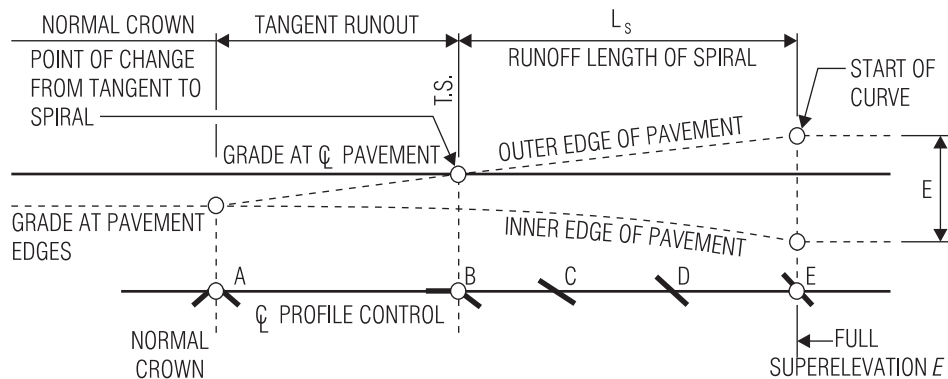 NORMAL CROWN
TANGENT RUNOUT
Ls
POINT OF CHANGE
FROM TANGENT TO
SPIRAL
T.S.
RUNOFF LENGTH OF SPIRAL
START OF
CURVE
GRADE AT ℄ PAVEMENT
OUTER EDGE OF PAVEMENT
E
GRADE AT PAVEMENT
EDGES
INNER EDGE OF PAVEMENT
A
B
C
D
E
℄ PROFILE CONTROL
NORMAL
CROWN
FULL
SUPERELEVATION E